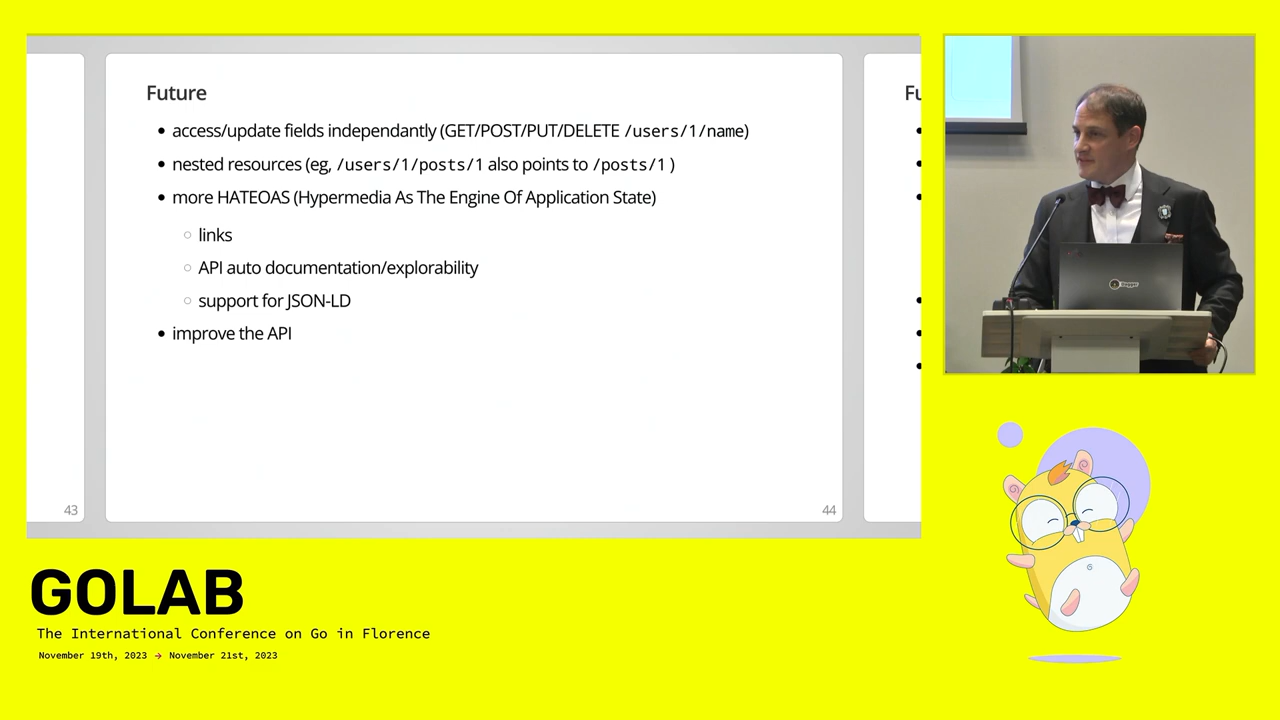 Future
• access/update fields independantly (GET/POST/PUT/DELETE /users/1/name)
• nested resources (eg, /users/1/posts/1 also points to /posts/1 )
• more HATEOAS (Hypermedia As The Engine Of Application State)
○ links
○ API auto documentation/explorability
○ support for JSON-LD
• improve the API
43
44
Fu
GOLAB
The International Conference on Go in Florence
November 19th, 2023 → November 21st, 2023